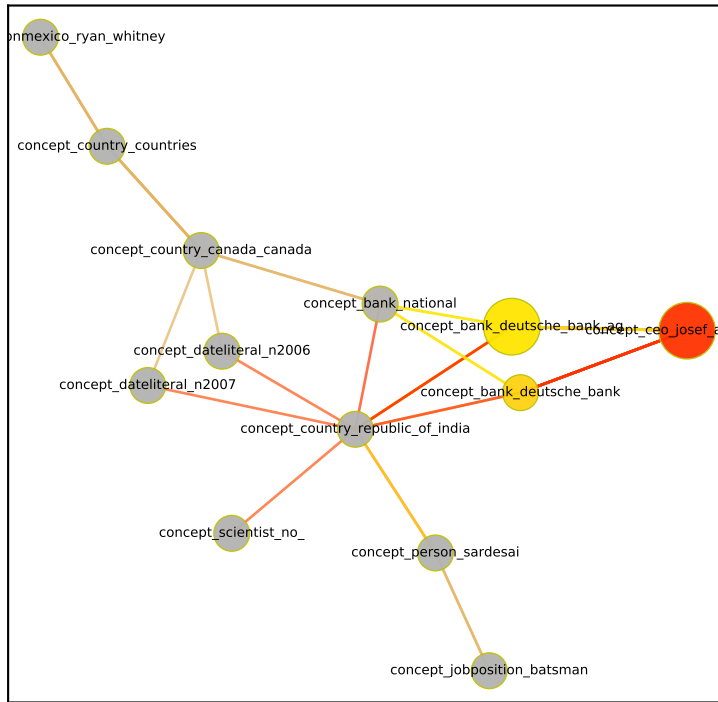 onmexico_ryan_whitney
concept_country_countries
concept_country_canada_canada
concept_bank_national
concept_bank_deutsche_bank_ag
concept_ceo_josef_a
concept_dateliteral_n2006
concept_dateliteral_n2007
concept_bank_deutsche_bank
concept_country_republic_of_india
concept_scientist_no_
concept_person_sardesai
concept_jobposition_batsman